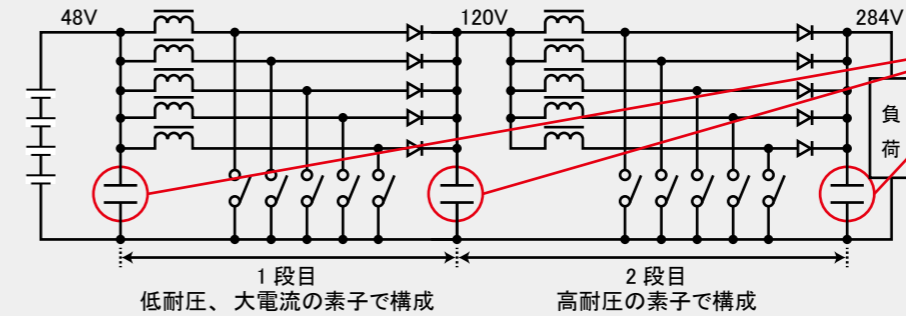 48V
120V
284V
負
荷
1 段目
低耐圧、大電流の素子で構成
2 段目
高耐圧の素子で構成